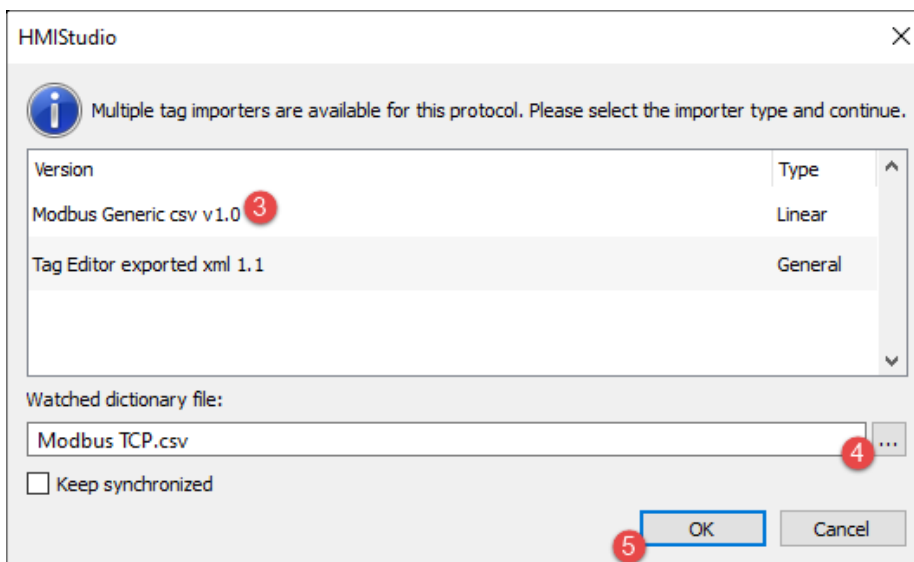 HMIStudio
Multiple tag importers are available for this protocol. Please select the importer type and continue.
Version Type
Modbus Generic csv v1.0 3 Linear
Tag Editor exported xml 1.1 General
Watched dictionary file:
Modbus TCP.csv 4 ...
Keep synchronized
5 OK Cancel